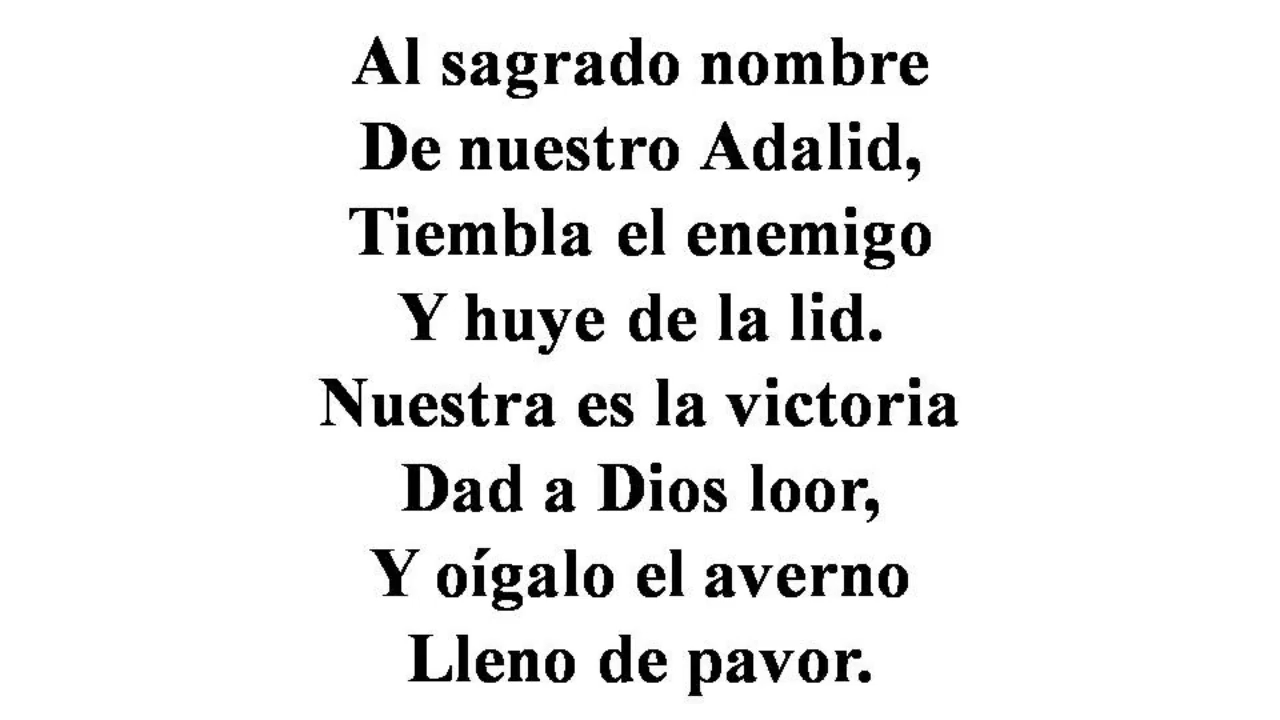 Al sagrado nombre
De nuestro Adalid,
Tiembla el enemigo
Y huye de la lid.
Nuestra es la victoria
Dad a Dios loor,
Y oígalo el averno
Lleno de pavor.